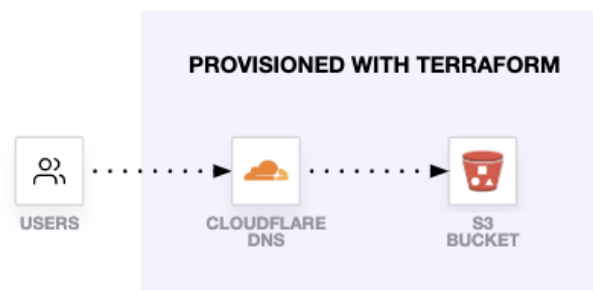 PROVISIONED WITH TERRAFORM
USERS
CLOUDFLARE
DNS
S3
BUCKET